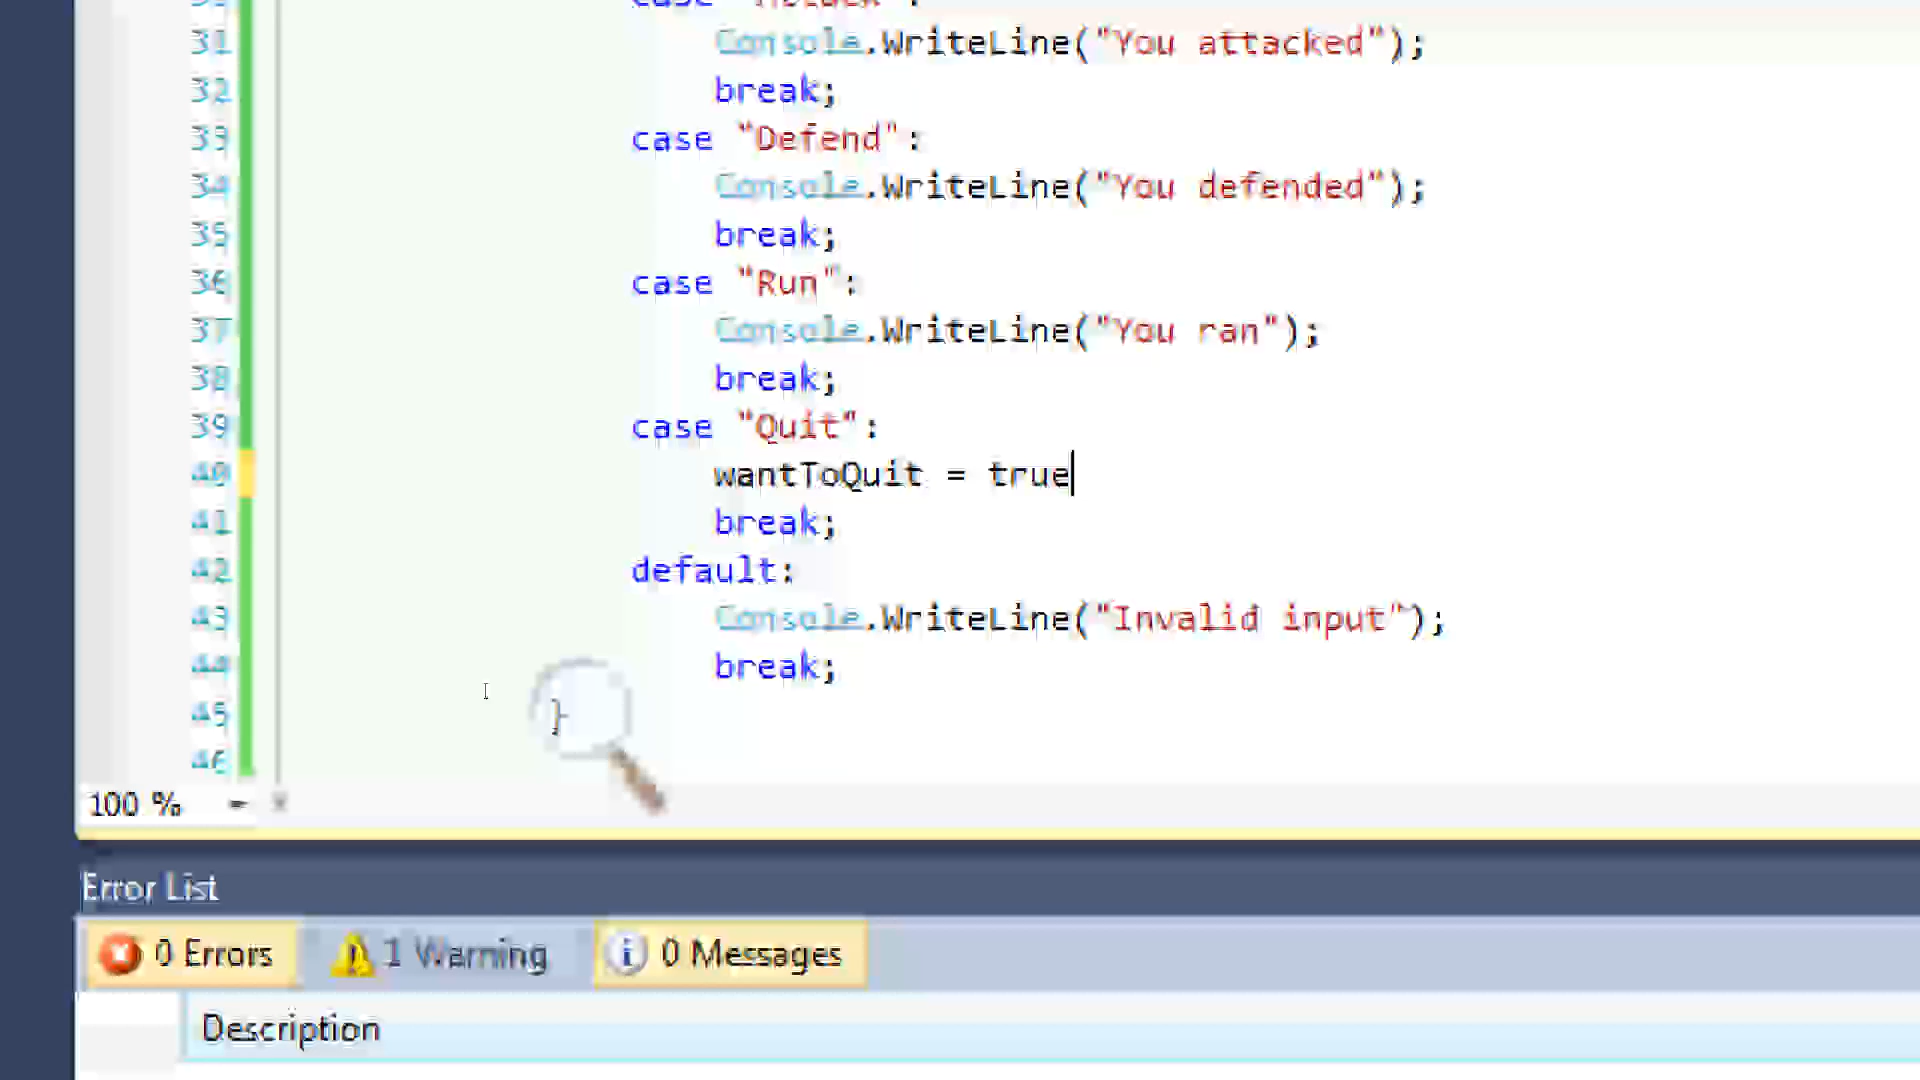 case "Attack":
31 Console.WriteLine("You attacked");
32 break;
33 case "Defend":
34 Console.WriteLine("You defended");
35 break;
36 case "Run":
37 Console.WriteLine("You ran");
38 break;
39 case "Quit":
40 wantToQuit = true
41 break;
42 default:
43 Console.WriteLine("Invalid input");
44 break;
45 }
46
100 %
Error List
0 Errors 1 Warning 0 Messages
Description